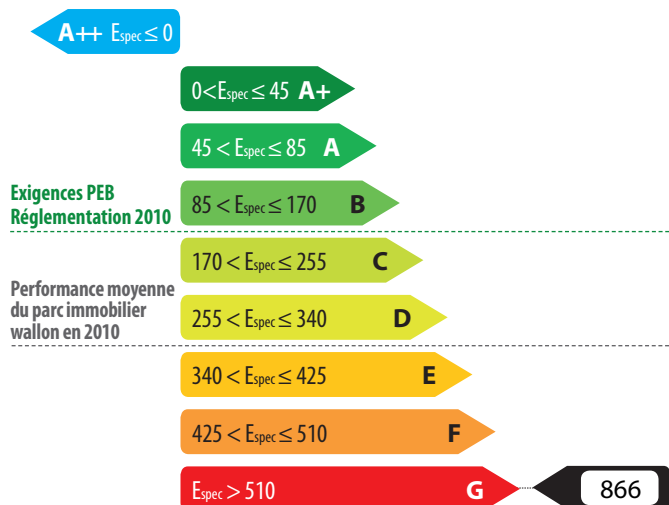 A++ Espec ≤ 0
0<Espec ≤ 45 A+
45 < Espec ≤ 85 A
Exigences PEB
Réglementation 2010
85 < Espec ≤ 170 B
170 < Espec ≤ 255 C
Performance moyenne
du parc immobilier
wallon en 2010
255 < Espec ≤ 340 D
340 < Espec ≤ 425 E
425 < Espec ≤ 510 F
Espec > 510 G
866